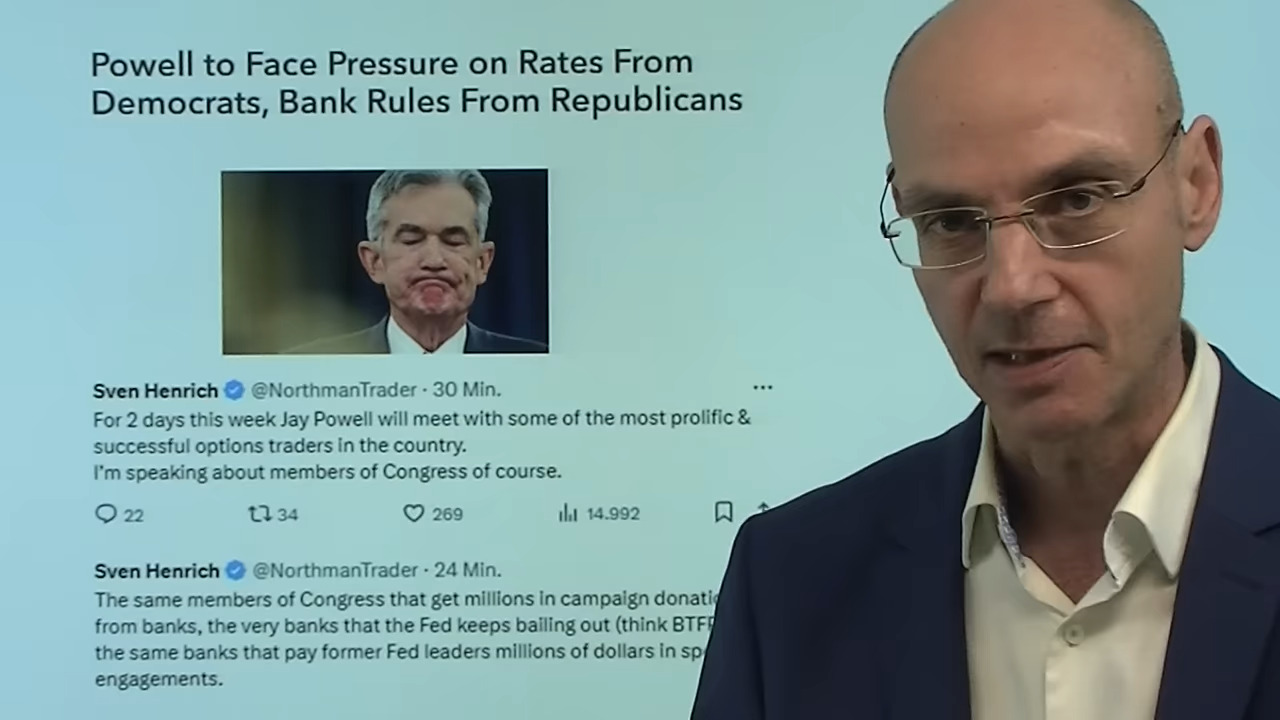 Powell to Face Pressure on Rates From
Democrats, Bank Rules From Republicans
Sven Henrich @NorthmanTrader · 30 Min.
For 2 days this week Jay Powell will meet with some of the most prolific &
successful options traders in the country.
I'm speaking about members of Congress of course.
22 34 269 14.992
Sven Henrich @NorthmanTrader · 24 Min.
The same members of Congress that get millions in campaign
from banks, the very banks that the Fed keeps bailing out (think
the same banks that pay former Fed leaders millions of dollars in
engagements.